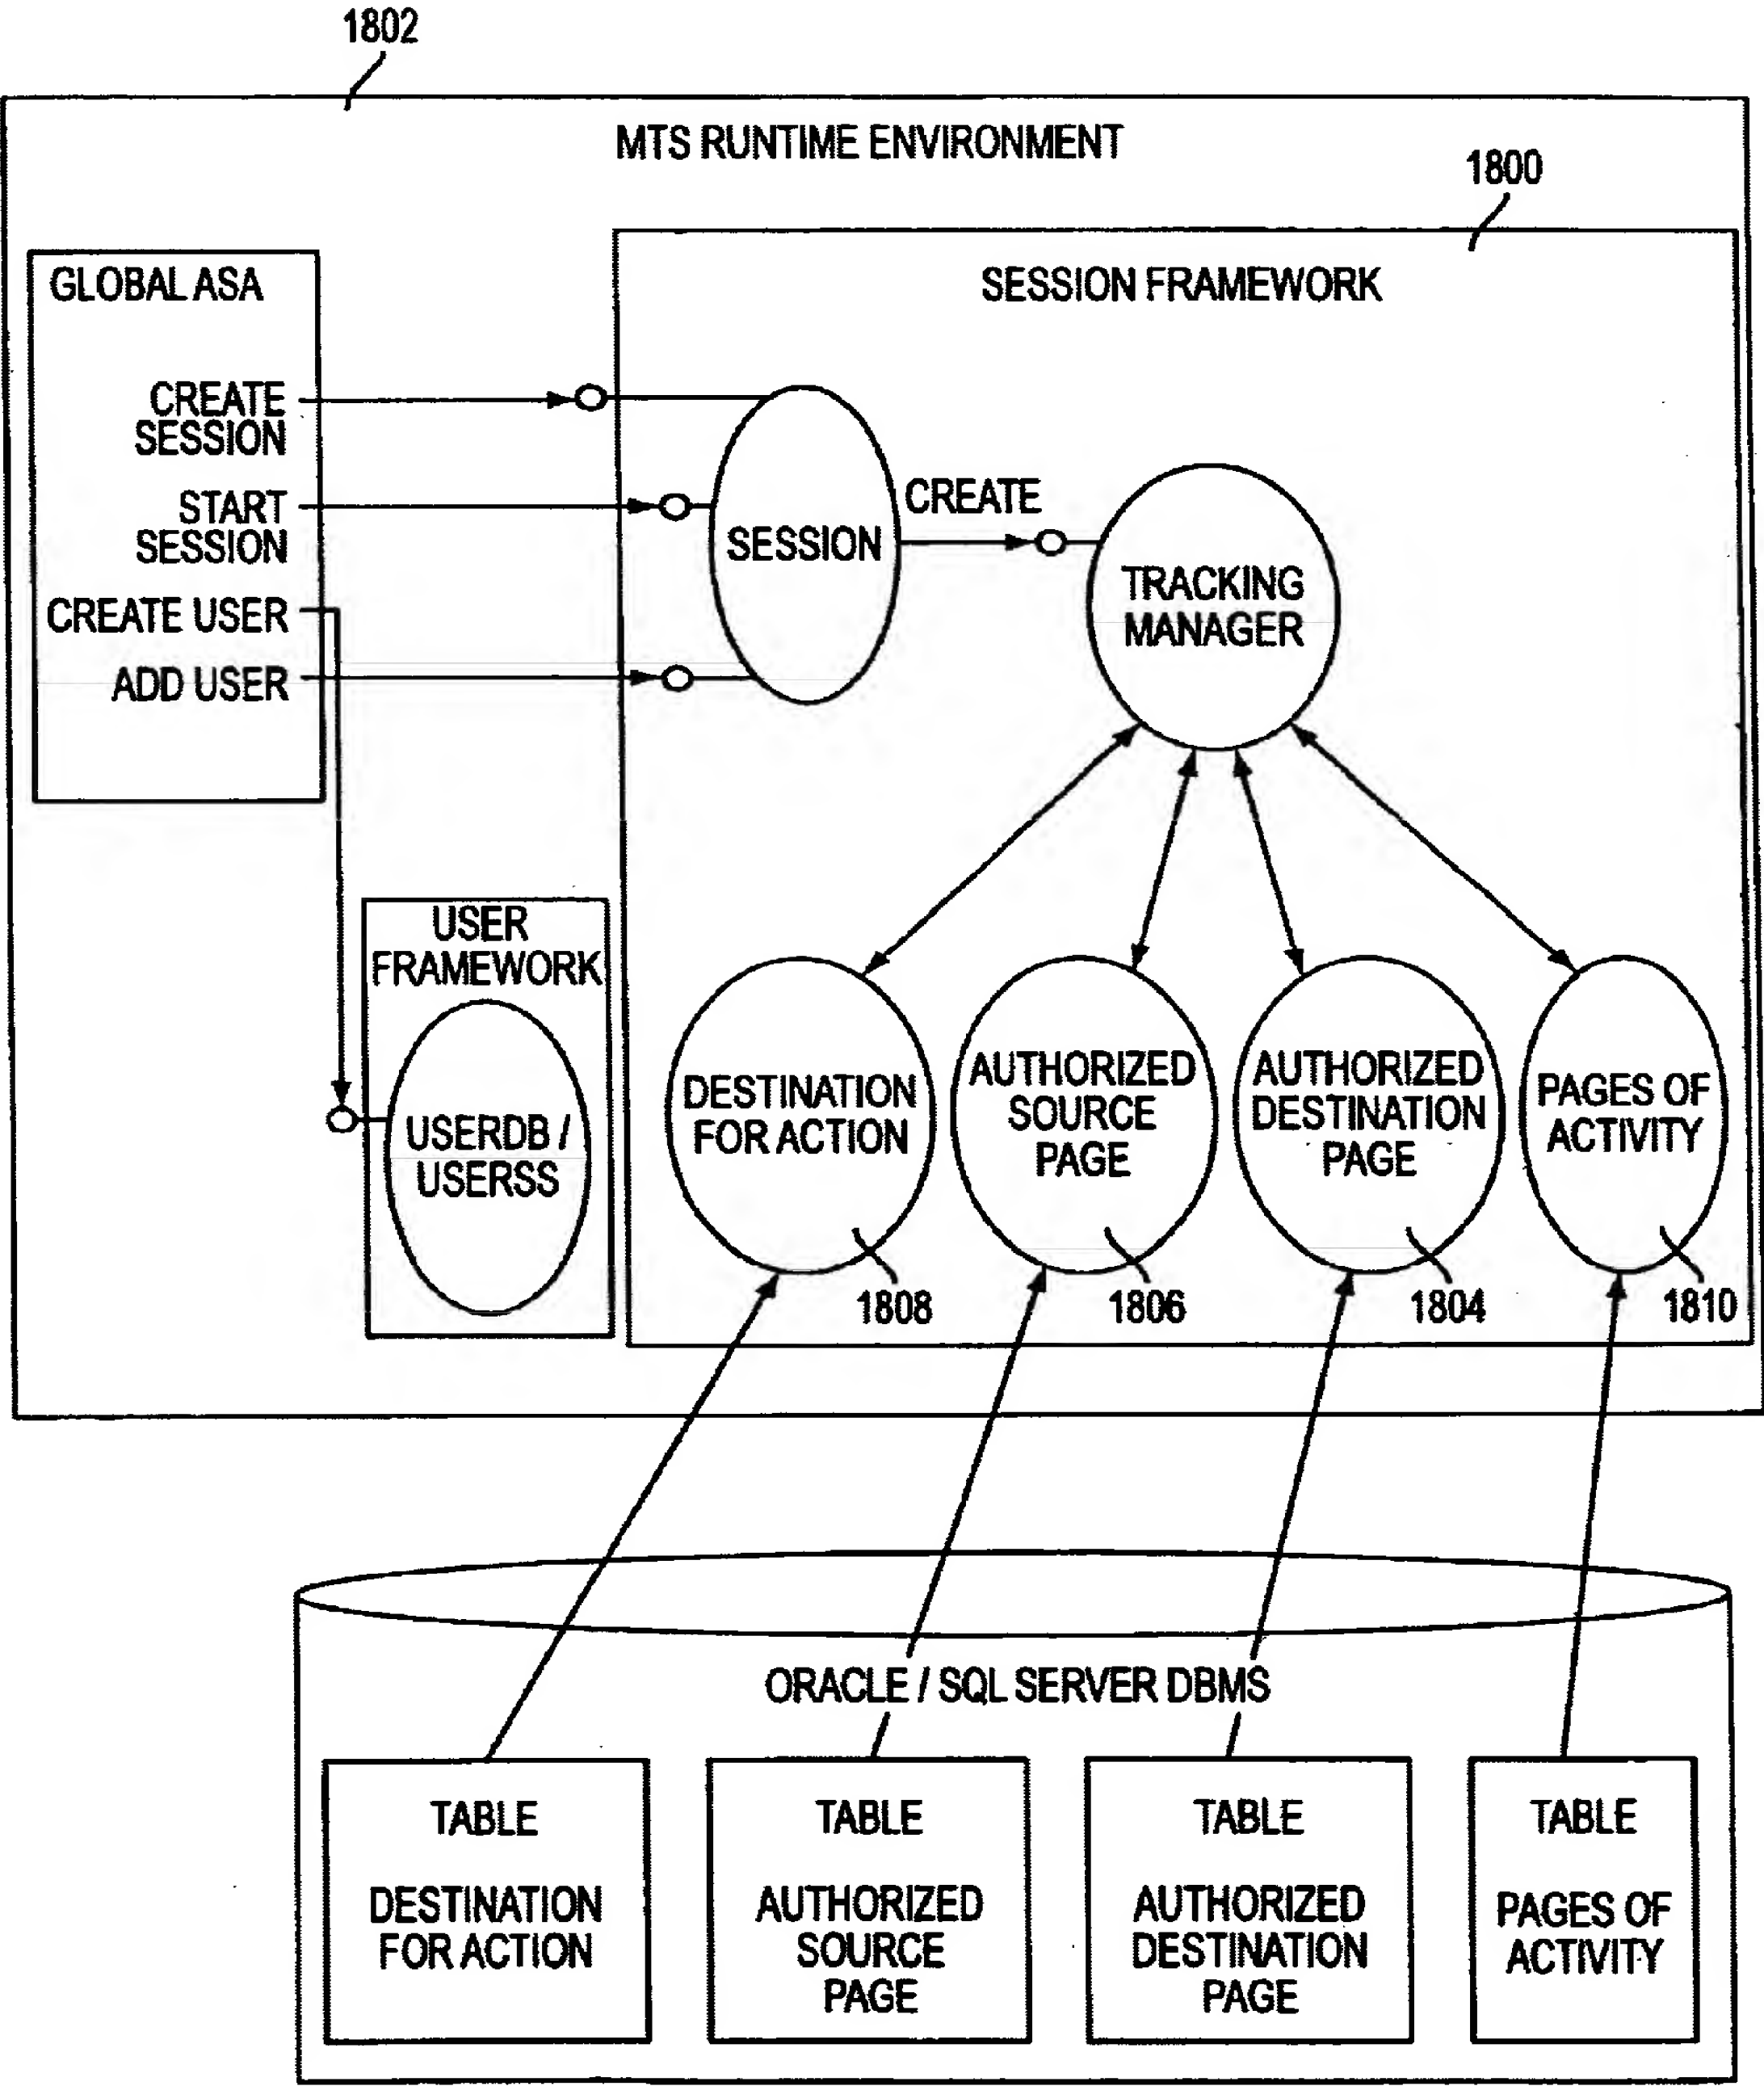 1802
MTS RUNTIME ENVIRONMENT
1800
GLOBAL ASA
SESSION FRAMEWORK
CREATE
SESSION
START
SESSION
CREATE USER
ADD USER
SESSION
CREATE
TRACKING
MANAGER
USER
FRAMEWORK
USERDB /
USERSS
DESTINATION
FOR ACTION
AUTHORIZED
SOURCE
PAGE
AUTHORIZED
DESTINATION
PAGE
PAGES OF
ACTIVITY
1808
1806
1804
1810
ORACLE / SQL SERVER DBMS
TABLE
DESTINATION
FOR ACTION
TABLE
AUTHORIZED
SOURCE
PAGE
TABLE
AUTHORIZED
DESTINATION
PAGE
TABLE
PAGES OF
ACTIVITY